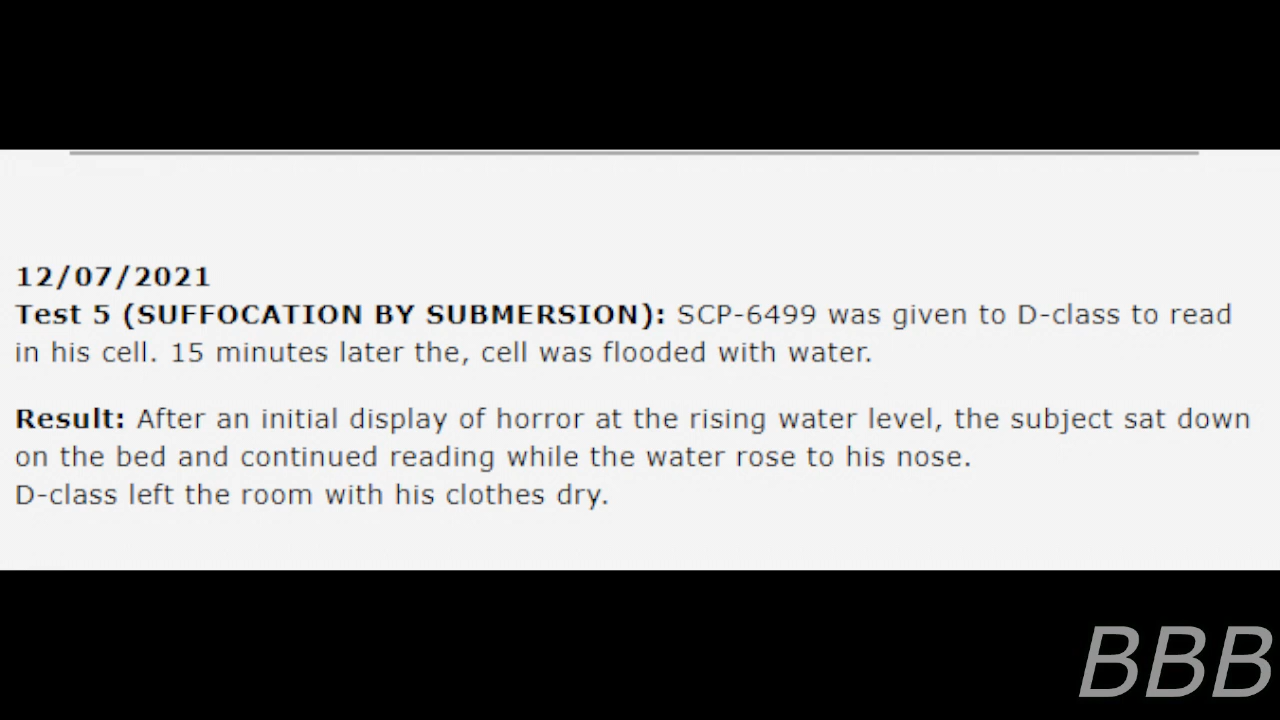 12/07/2021
Test 5 (SUFFOCATION BY SUBMERSION): SCP-6499 was given to D-class to read
in his cell. 15 minutes later the, cell was flooded with water.
Result: After an initial display of horror at the rising water level, the subject sat down
on the bed and continued reading while the water rose to his nose.
D-class left the room with his clothes dry.
BBB